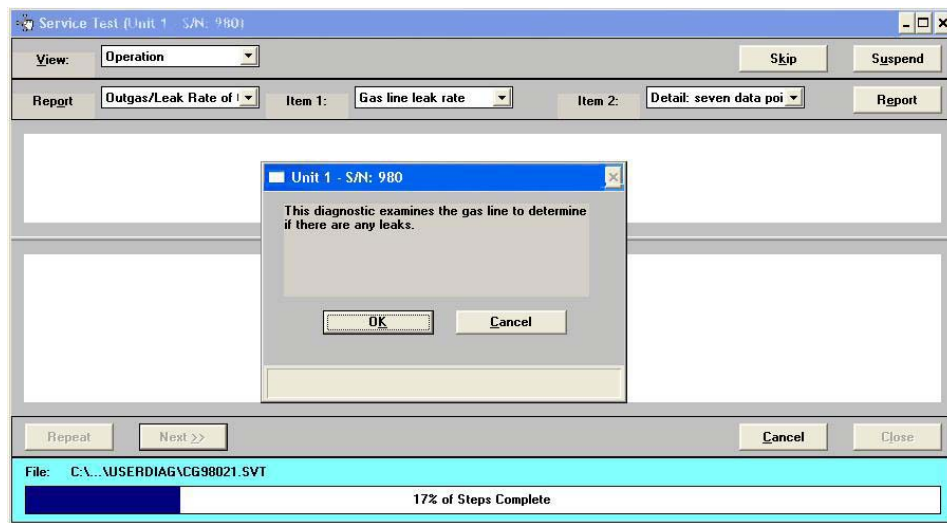 Service Test (Unit 1 - S/N: 980)
View: Operation Skip Suspend
Report Outgas/Leak Rate of Item 1: Gas line leak rate Item 2: Detail: seven data poi Report
Unit 1 - S/N: 980
This diagnostic examines the gas line to determine
if there are any leaks.
OK Cancel
Repeat Next >> Cancel Close
File: C:\...\USERDIAG\CG98021.SVT
17% of Steps Complete